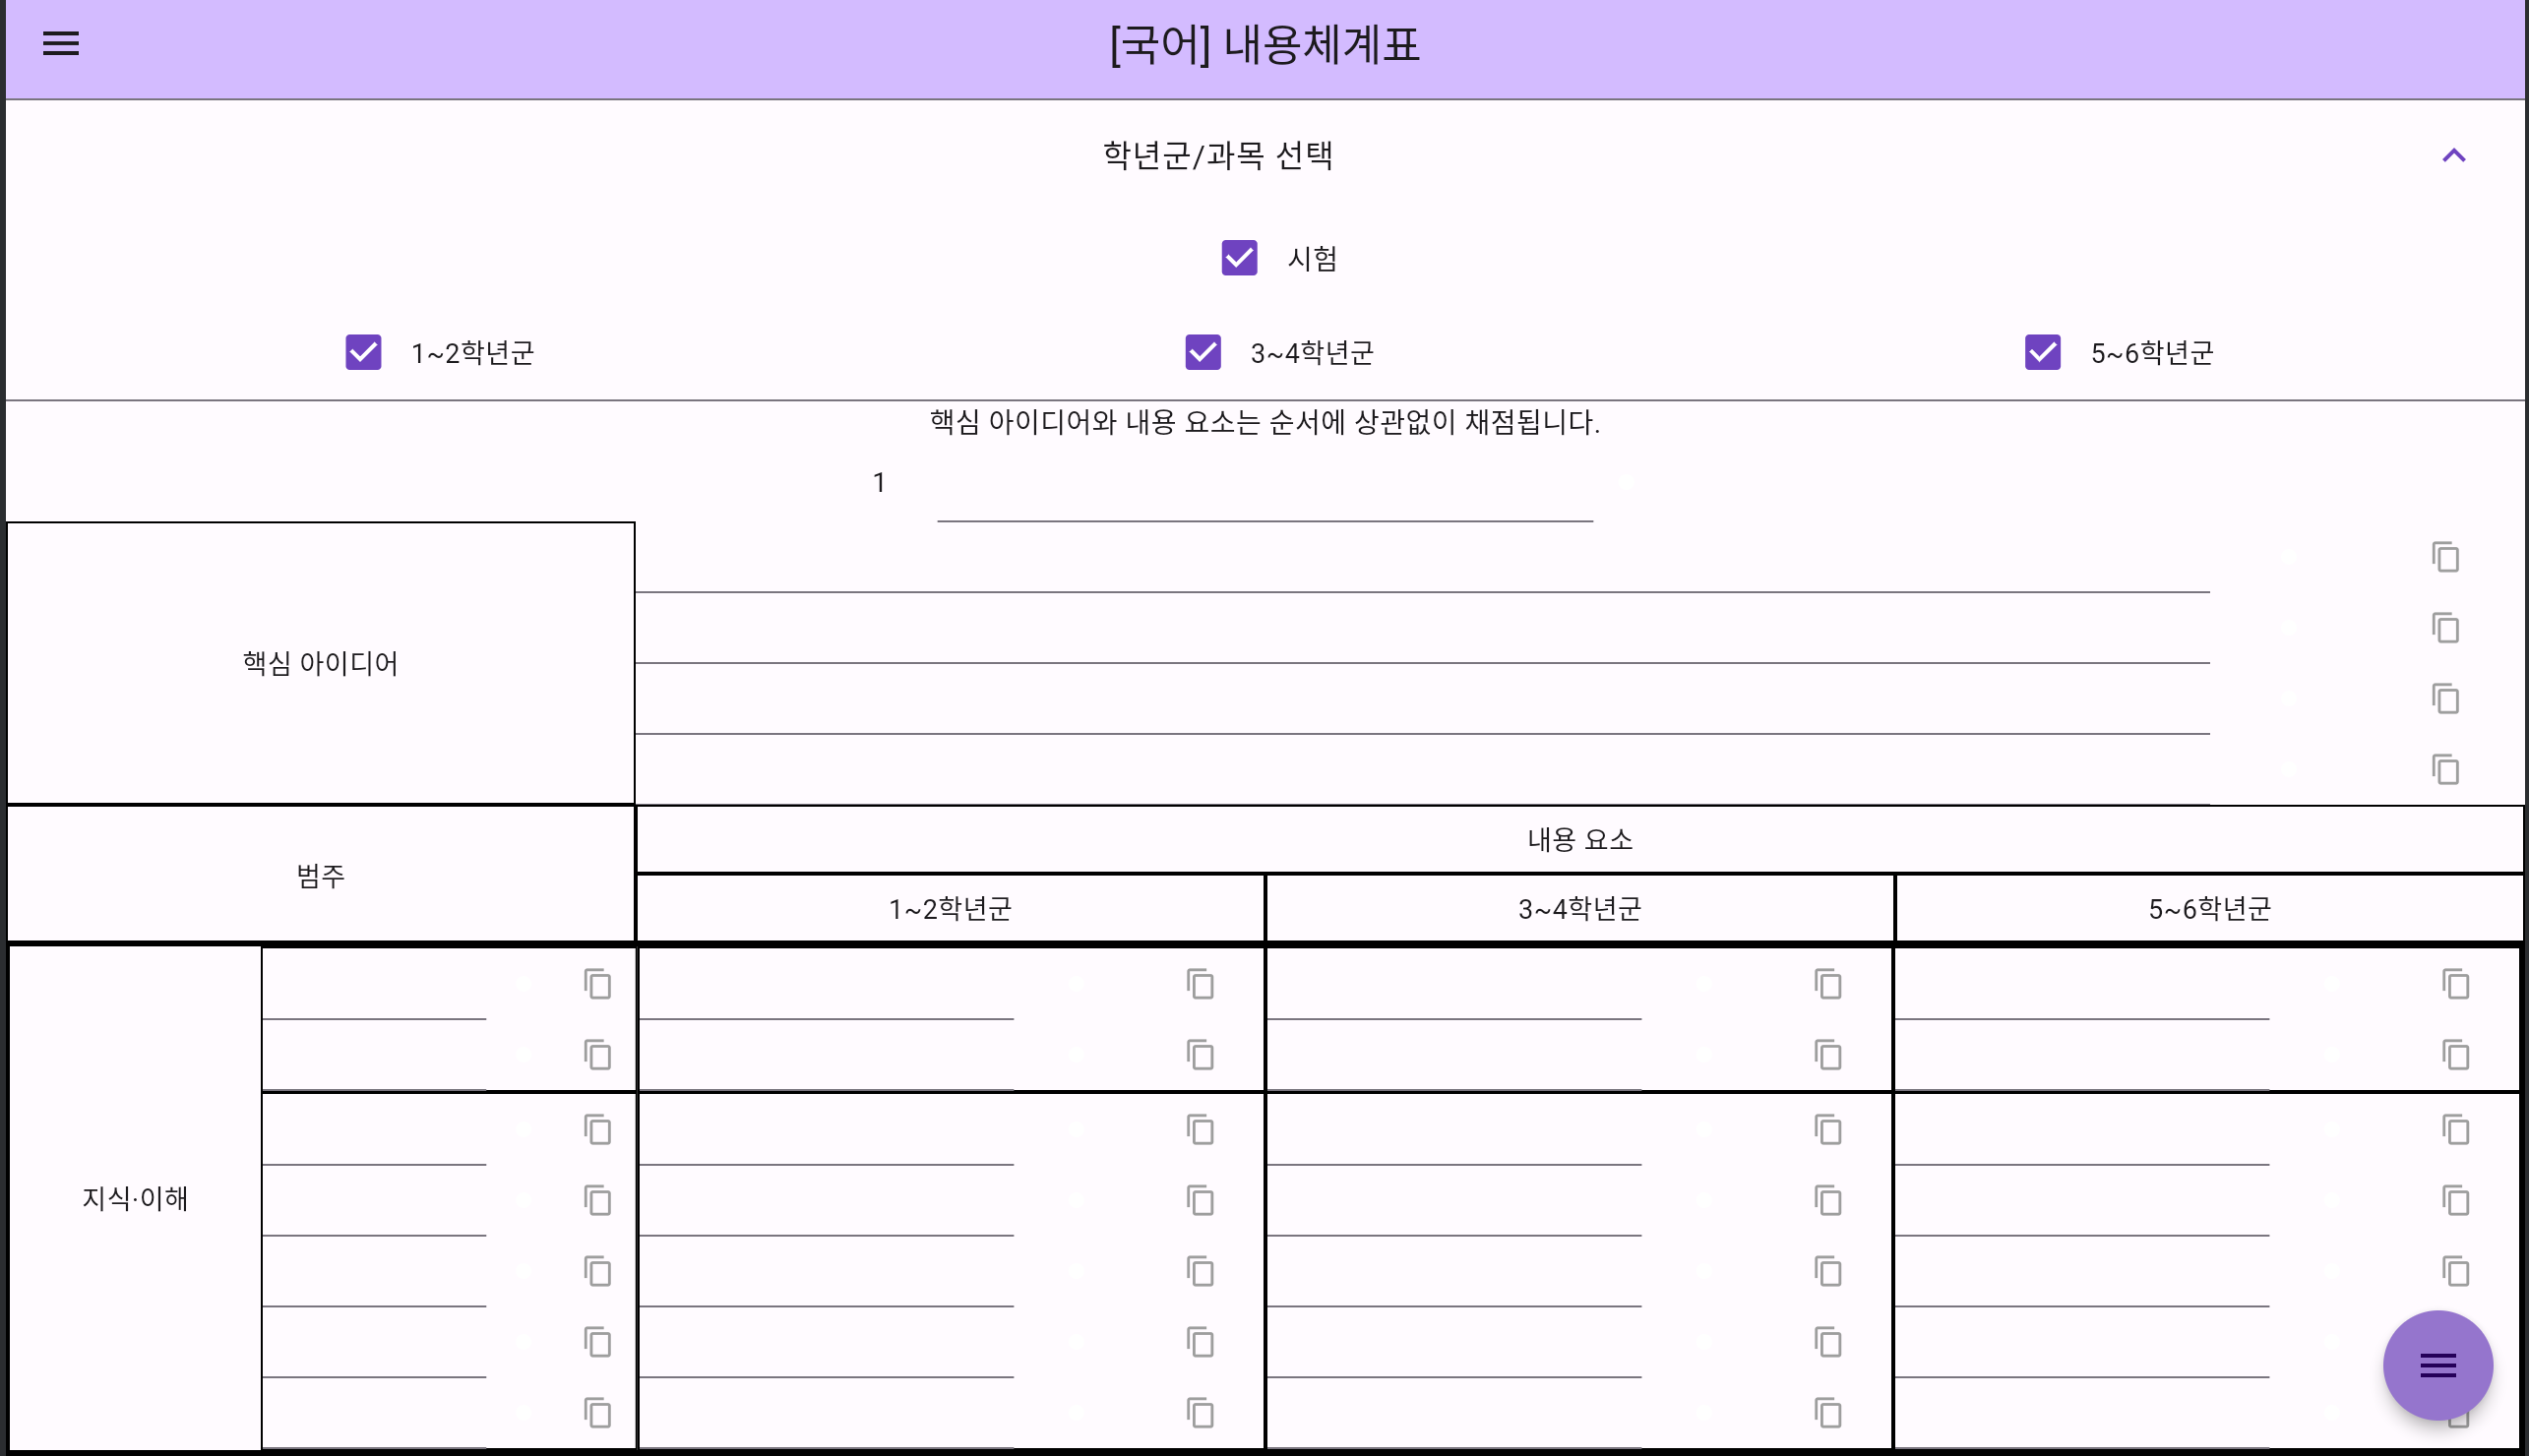 [국어] 내용체계표
학년군/과목 선택
시험
1~2학년군 3~4학년군 5~6학년군
핵심 아이디어와 내용 요소는 순서에 상관없이 채점됩니다.
1
핵심 아이디어
범주
내용 요소
1~2학년군 3~4학년군 5~6학년군
지식·이해